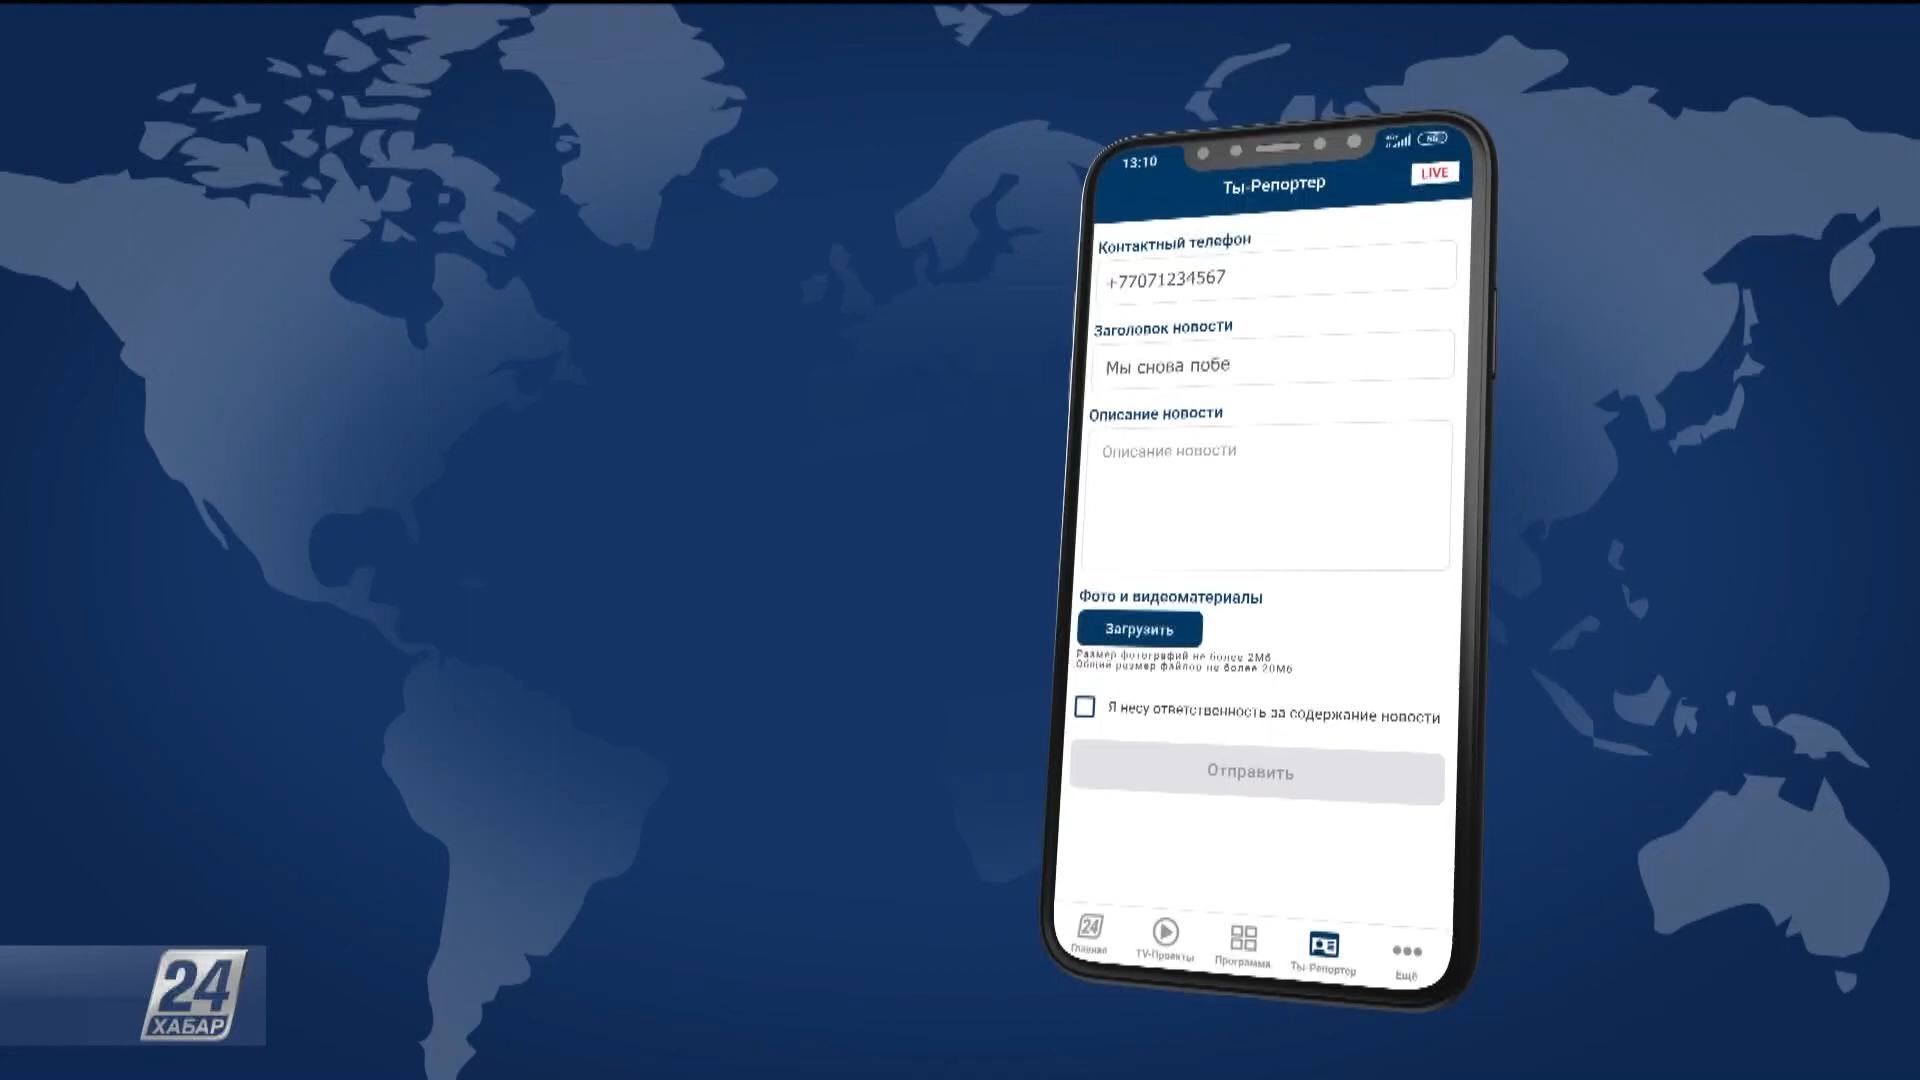 13:10
LIVE
Ты-Репортер
Контактный телефон
+77071234567
Заголовок новости
Мы снова побе
Описание новости
Описание новости
Фото и видеоматериалы
Загрузить
Размер фотографий не более 2Мб
Общий размер файлов не более 20Мб
Я несу ответственность за содержание новости
Отправить
24
Главная
TV-Проекты
Программа
Ты-Репортер
Ещё
24
ХАБАР